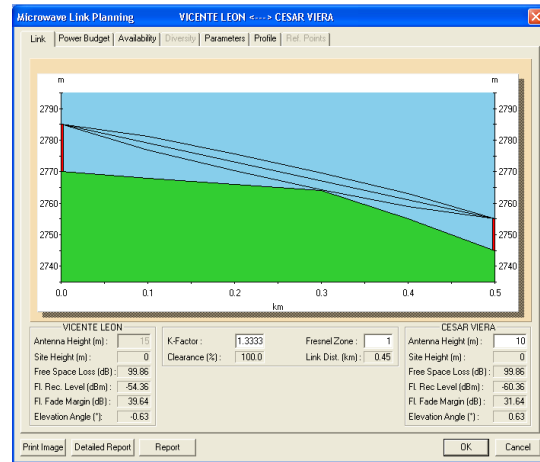 Microwave Link Planning VICENTE LEON <---> CESAR VIERA
Link Power Budget Availability Diversity Parameters Profile Ref. Points
m m
2790 2790
2780 2780
2770 2770
2760 2760
2750 2750
2740 2740
0.0 0.1 0.2 0.3 0.4 0.5
km
VICENTE LEON CESAR VIERA
Antenna Height (m) : 15 K-Factor : 1.3333 Fresnel Zone : 1 Antenna Height (m) : 10
Site Height (m) : 0 Clearance (%) : 100.0 Link Dist. (km) : 0.45 Site Height (m) : 0
Free Space Loss (dB) : 99.86 Free Space Loss (dB) : 99.86
Fl. Rec. Level (dBm) : -54.36 Fl. Rec. Level (dBm) : -60.36
Fl. Fade Margin (dB) : 39.64 Fl. Fade Margin (dB) : 31.64
Elevation Angle (°): -0.63 Elevation Angle (°) : 0.63
Print Image Detailed Report Report OK Cancel